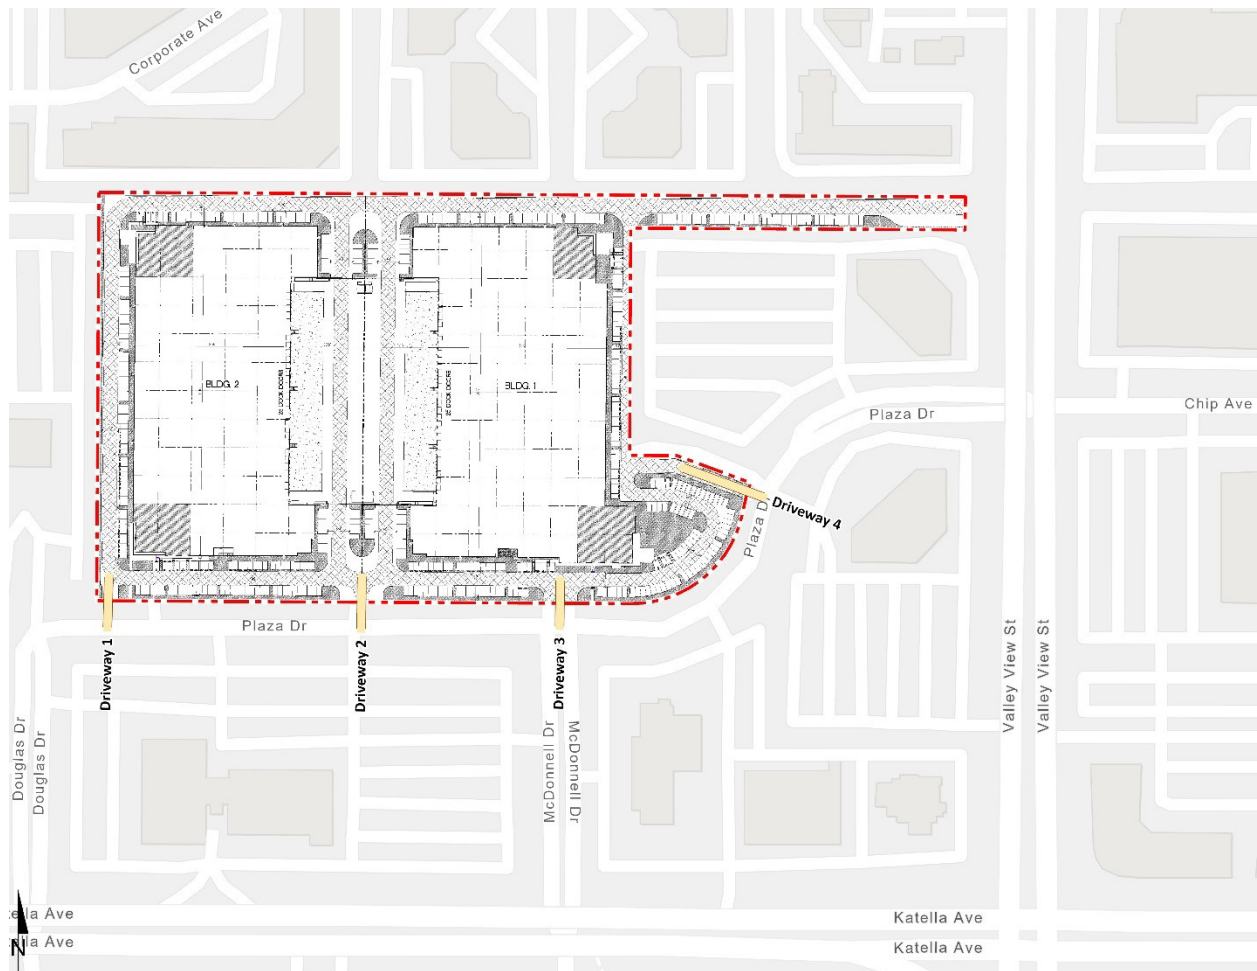 Corporate Ave
BLDG. 2
BLDG. 1
Plaza Dr
Chip Ave
Driveway 4
Plaza D
Plaza Dr
Driveway 1
Driveway 2
Driveway 3
Valley View St
Valley View St
Douglas Dr
Douglas Dr
McDonnell Dr
McDonnell Dr
ella Ave
Katella Ave
N
Katella Ave